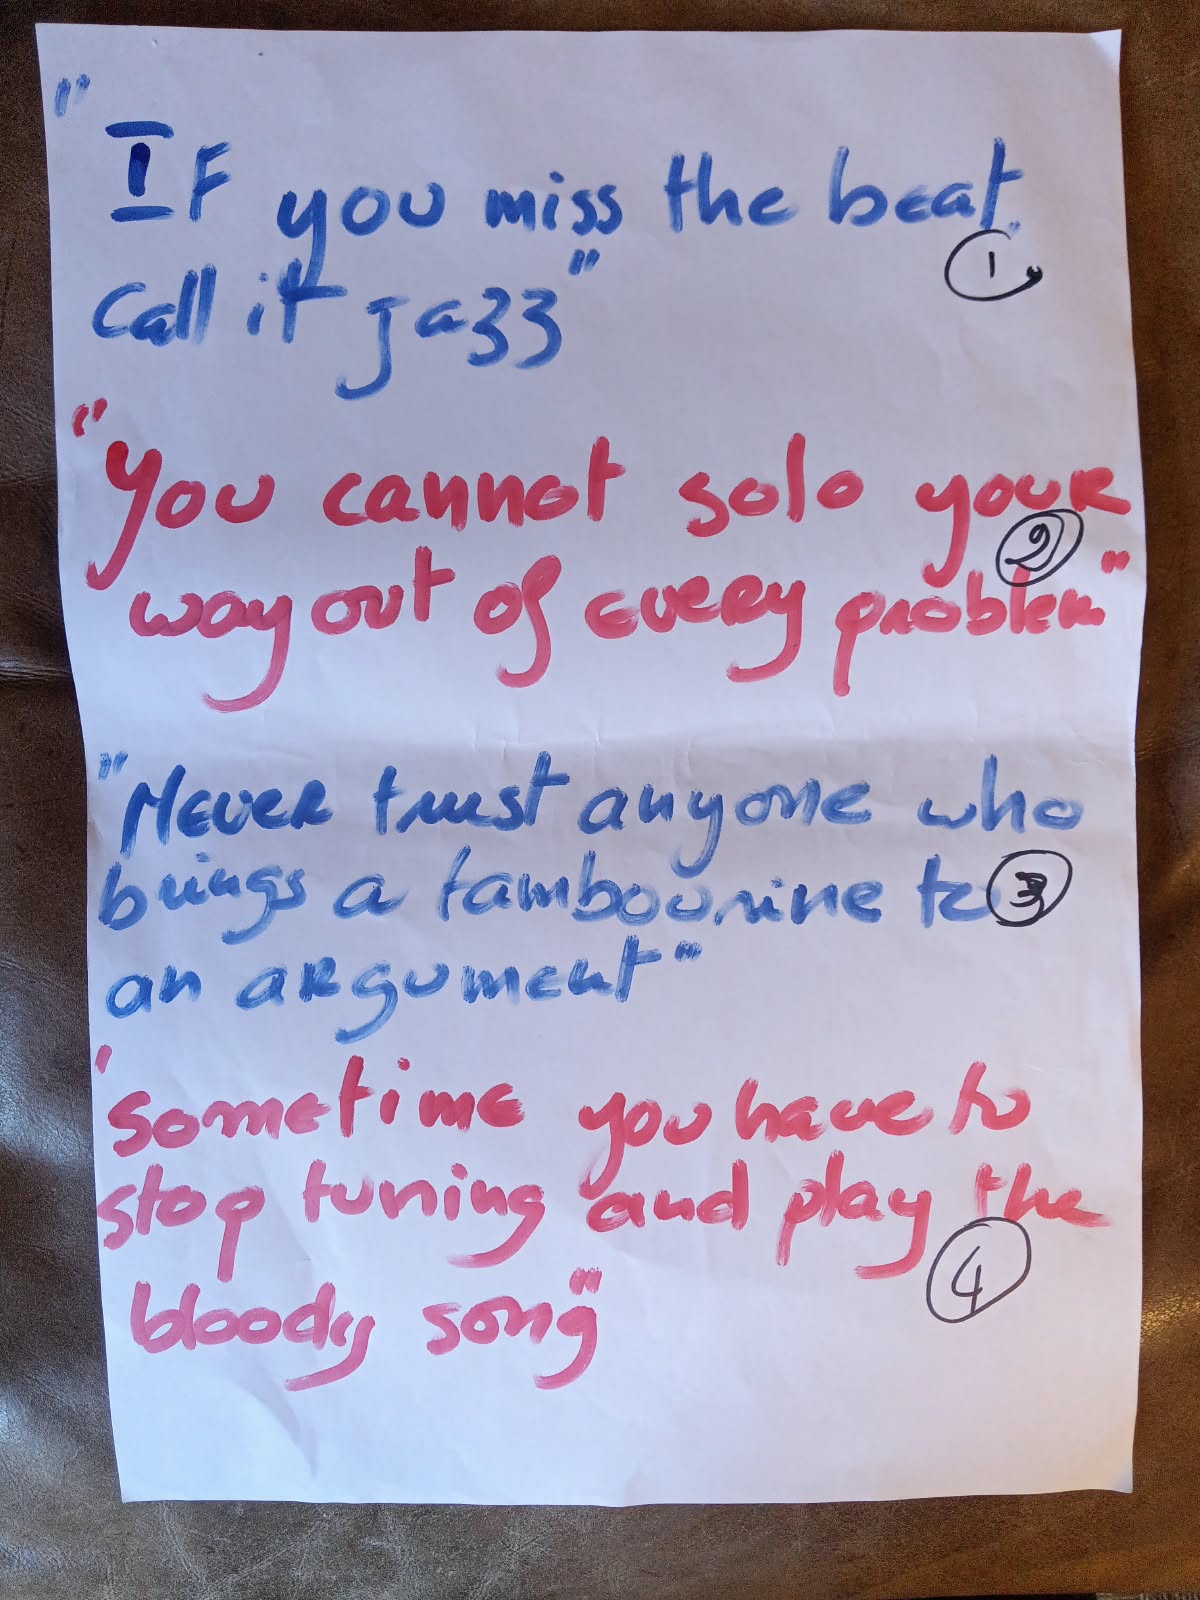 "If you miss the beat.
①
Call it jazz"
"You cannot solo your
②
way out of every problem"
"Never trust anyone who
brings a tambourine to ③
an argument"
'sometime you have to
stop tuning and play the
④
bloody song"